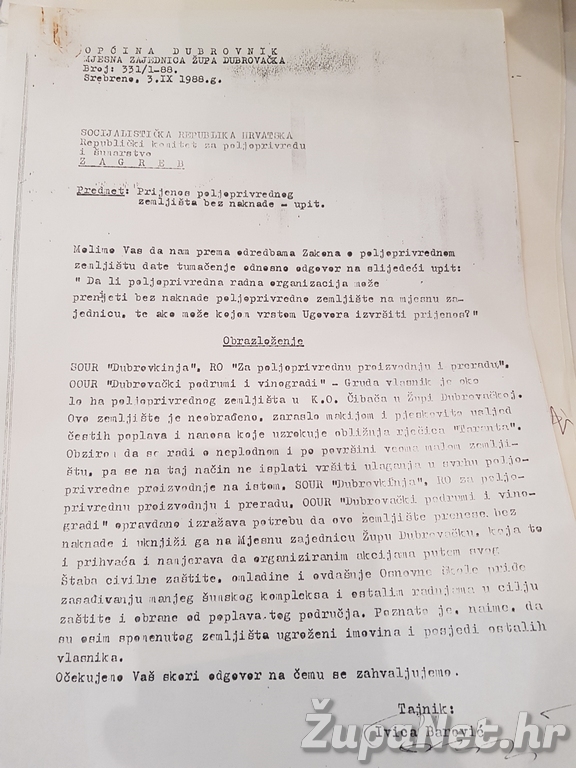 OPĆINA DUBROVNIK
MJESNA ZAJEDNICA ŽUPA DUBROVAČKA
Broj: 331/1-88.
Srebreno, 3.IX 1988.g.
SOCIJALISTIČKA REPUBLIKA HRVATSKA
Republički komitet za poljoprivredu
i šumarstvo
Z A G R E B
Predmet: Prijenos poljoprivrednog
zemljišta bez naknade - upit.
Molimo Vas da nam prema odredbama Zakona o poljoprivrednom
zemljištu date tumačenje odnosno odgovor na slijedeći upit:
" Da li poljoprivredna radna organizacija može
prenijeti bez naknade poljoprivredno zemljište na mjesnu za-
jednicu, te ako može kojom vrstom Ugovora izvršiti prijenos?"
Obrazloženje
SOUR "Dubrovkinja", RO "Za poljoprivrednu proizvodnju i preradu",
OOUR "Dubrovački podrumi i vinogradi" - Gruda vlasnik je oko
lo ha poljoprivrednog zemljišta u K.O. Čibača u Župi Dubrovačkoj.
Ovo zemljište je neobrađeno, zaraslo makijom i pjeskovito usljed
čestih poplava i nanosa koje uzrokuje obližnja rječica "Taranta".
Obzirom da se radi o neplodnom i po površini veoma malom zemlji-
štu, pa se na taj način ne isplati vršiti ulaganja u svrhu poljo-
privredne proizvodnje na istom, SOUR "Dubrovkinja", RO za poljo-
privrednu proizvodnju i preradu, OOUR "Dubrovački podrumi i vino-
gradi" opravdano izražava potrebu da ovo zemljište prenese bez
naknade i uknjiži ga na Mjesnu zajednicu Župu Dubrovačku, koja to
i prihvaća i namjerava da organiziranim akcijama putem svog
Štaba civilne zaštite, omladine i ovdašnje Osnovne škole priđe
zasađivanju manjeg šumskog kompleksa i ostalim radnjama u cilju
zaštite i obrane od poplava tog područja. Poznato je, naime, da
su osim spomenutog zemljišta ugroženi imovina i posjedi ostalih
vlasnika.
Očekujemo Vaš skori odgovor na čemu se zahvaljujemo.
Tajnik:
Ivica Barović
ŽupaNet.hr